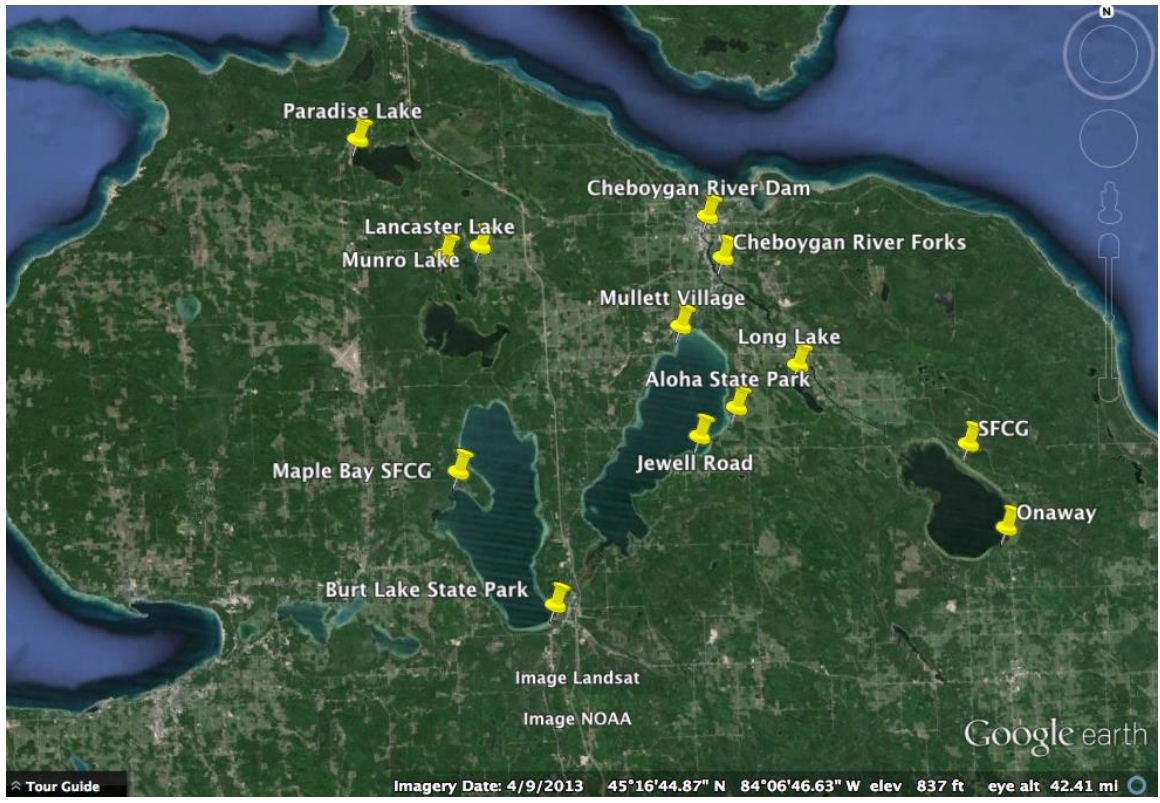 N
Paradise Lake
Cheboygan River Dam
Lancaster Lake
Cheboygan River Forks
Munro Lake
Mullett Village
Long Lake
Aloha State Park
SFCG
Maple Bay SFCG
Jewell Road
Onaway
Burt Lake State Park
Image Landsat
Image NOAA
Google earth
Tour Guide
Imagery Date: 4/9/2013 45°16'44.87" N 84°06'46.63" W elev 837 ft eye alt 42.41 mi